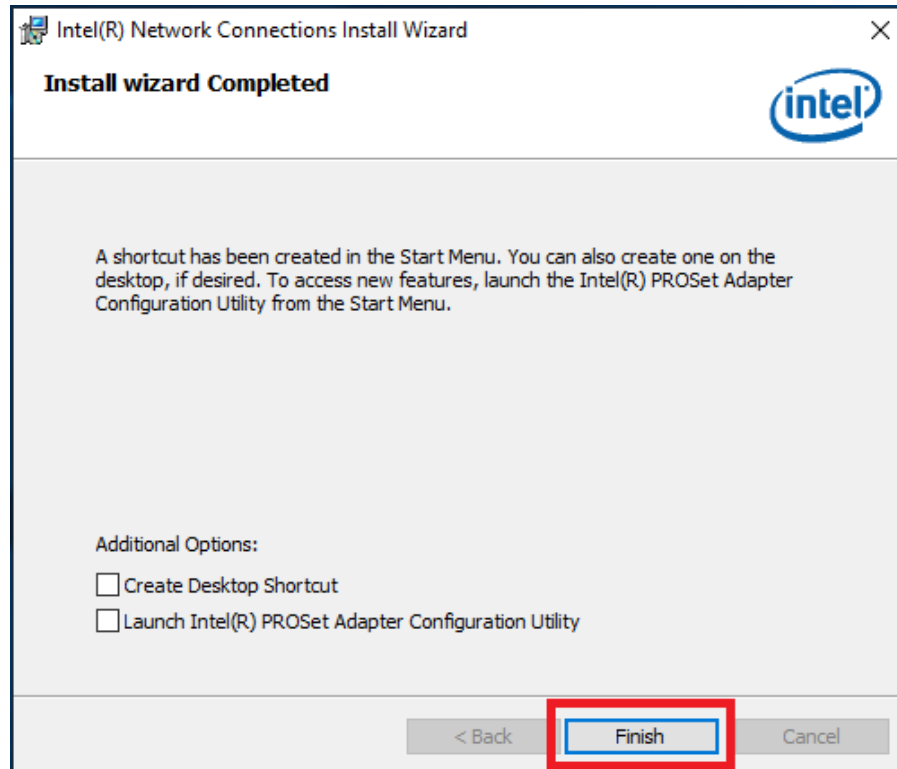 Intel(R) Network Connections Install Wizard
Install wizard Completed
intel
A shortcut has been created in the Start Menu. You can also create one on the
desktop, if desired. To access new features, launch the Intel(R) PROSet Adapter
Configuration Utility from the Start Menu.
Additional Options:
Create Desktop Shortcut
Launch Intel(R) PROSet Adapter Configuration Utility
< Back
Finish
Cancel